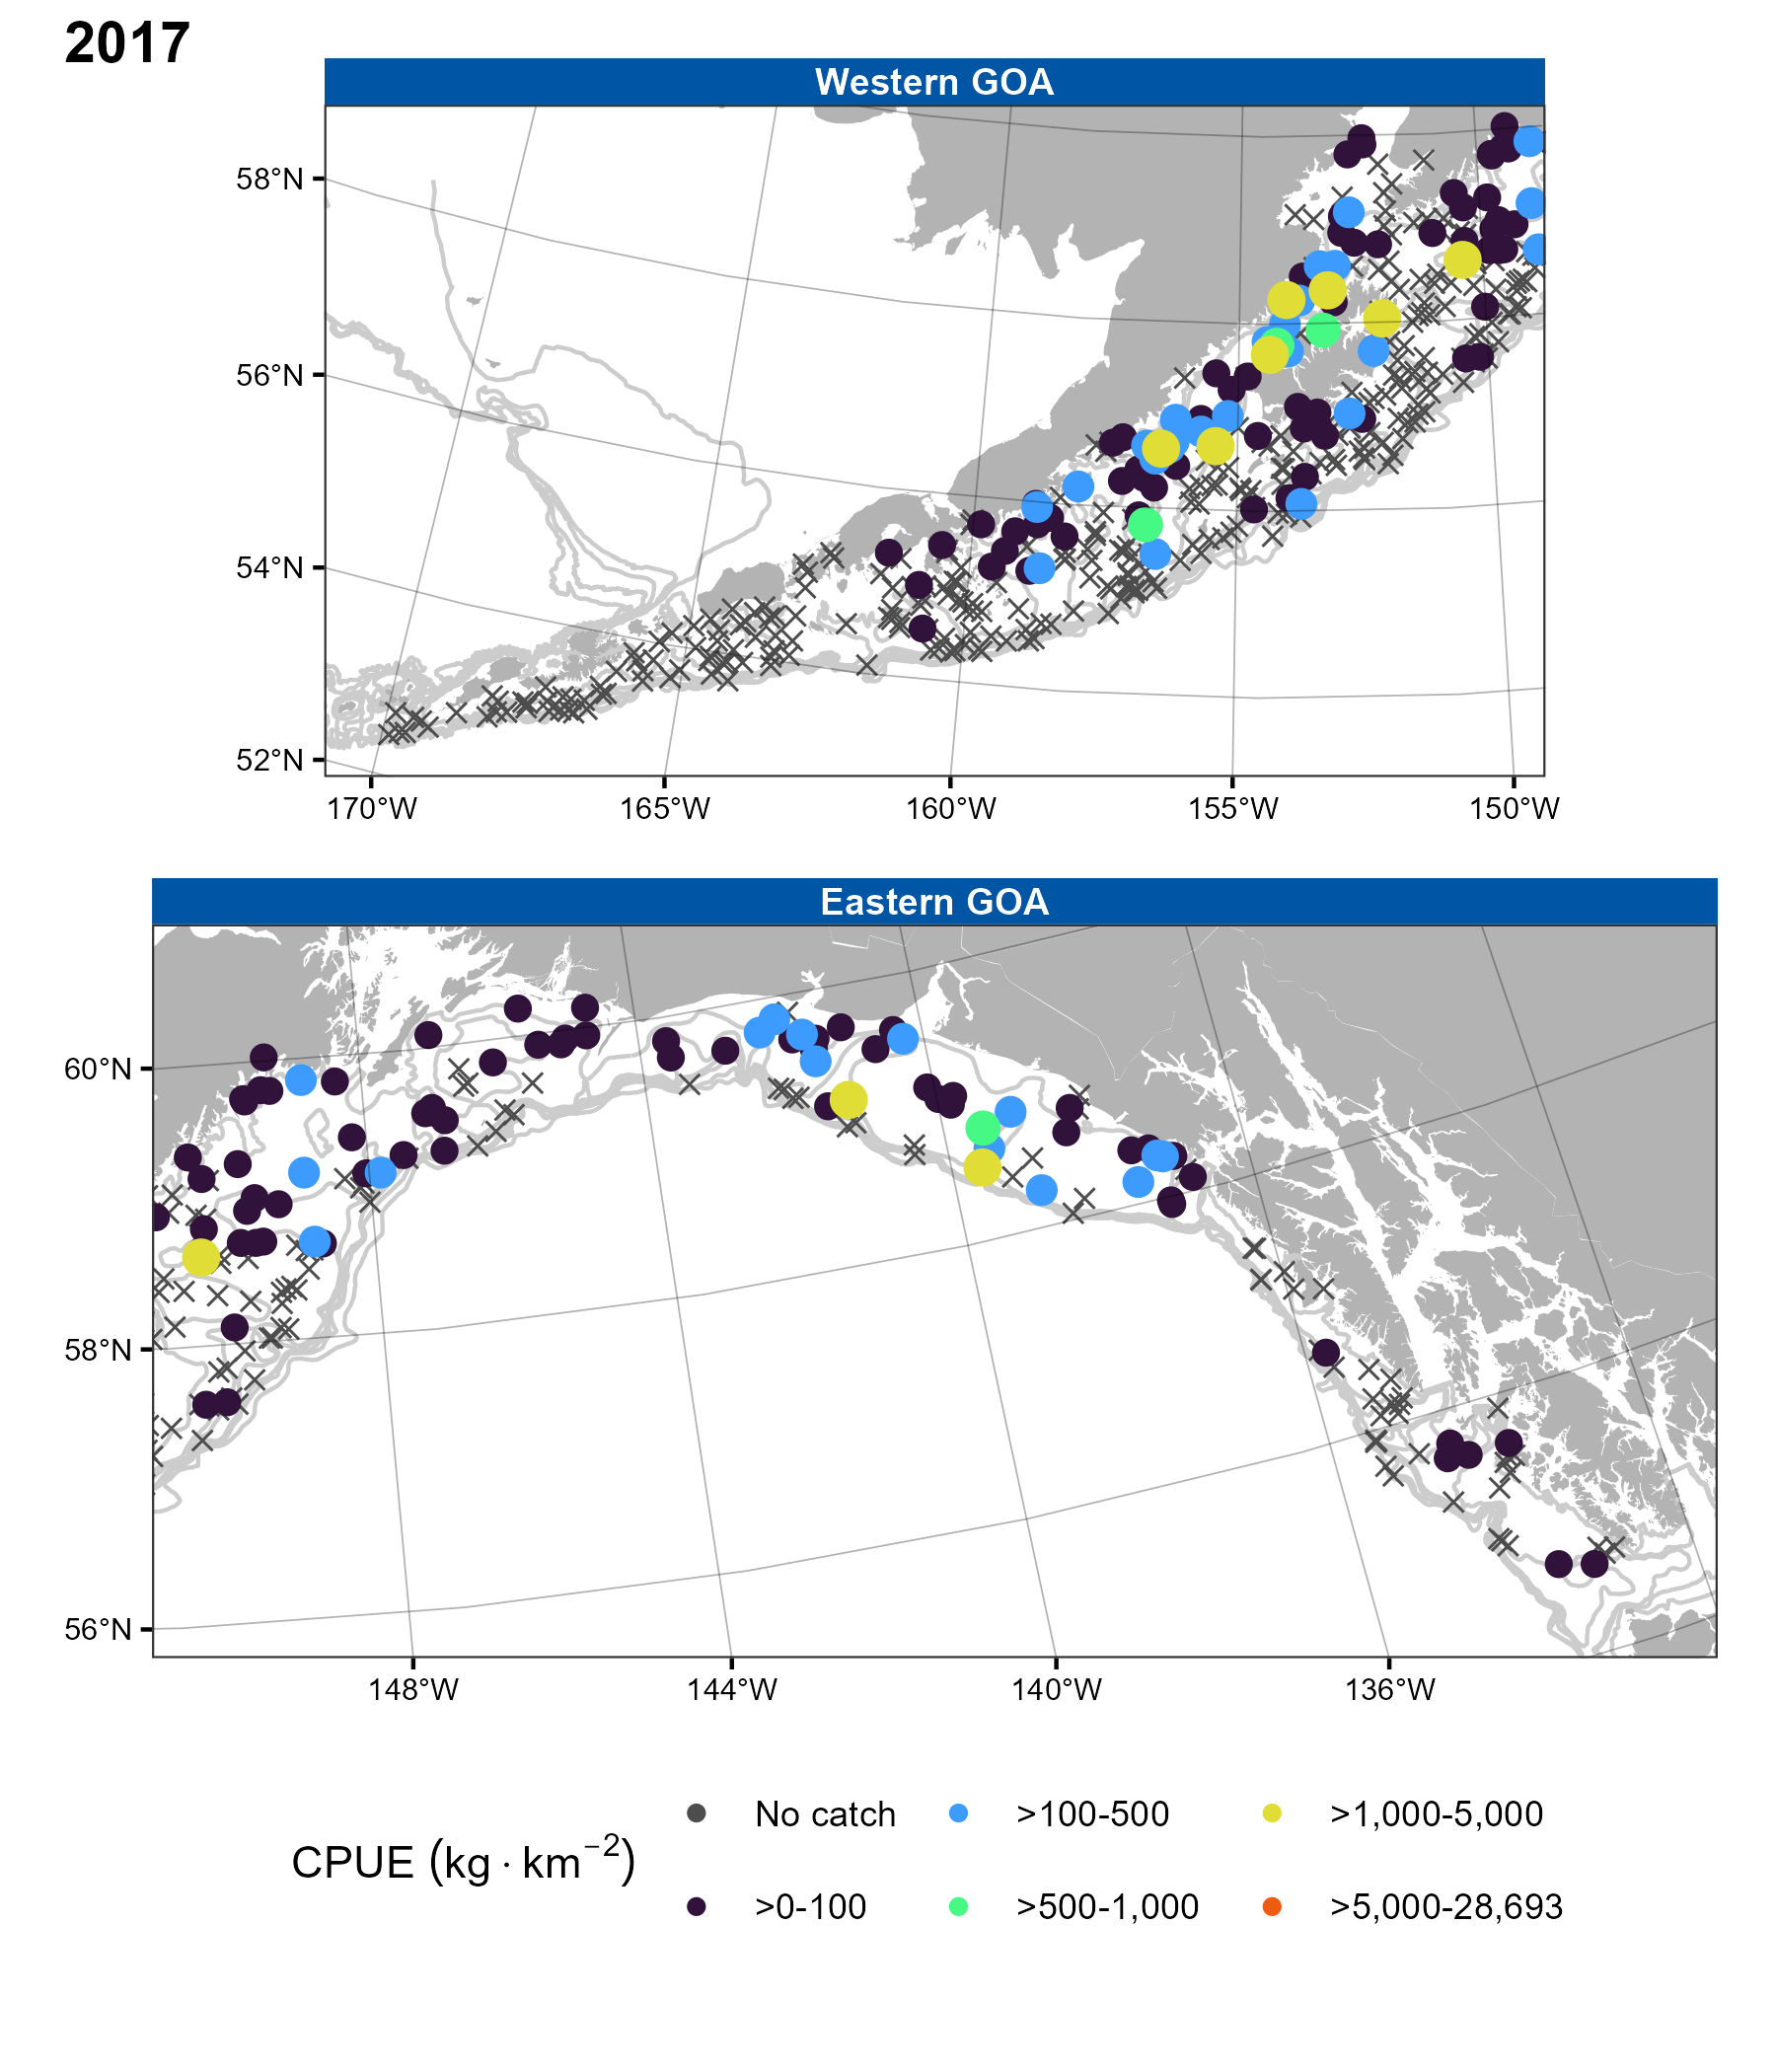 2017
Western GOA
58°N
56°N
54°N
52°N
170°W 165°W 160°W 155°W 150°W
Eastern GOA
60°N
58°N
56°N
148°W 144°W 140°W 136°W
CPUE (kg · km⁻²)
No catch >100-500 >1,000-5,000
>0-100 >500-1,000 >5,000-28,693